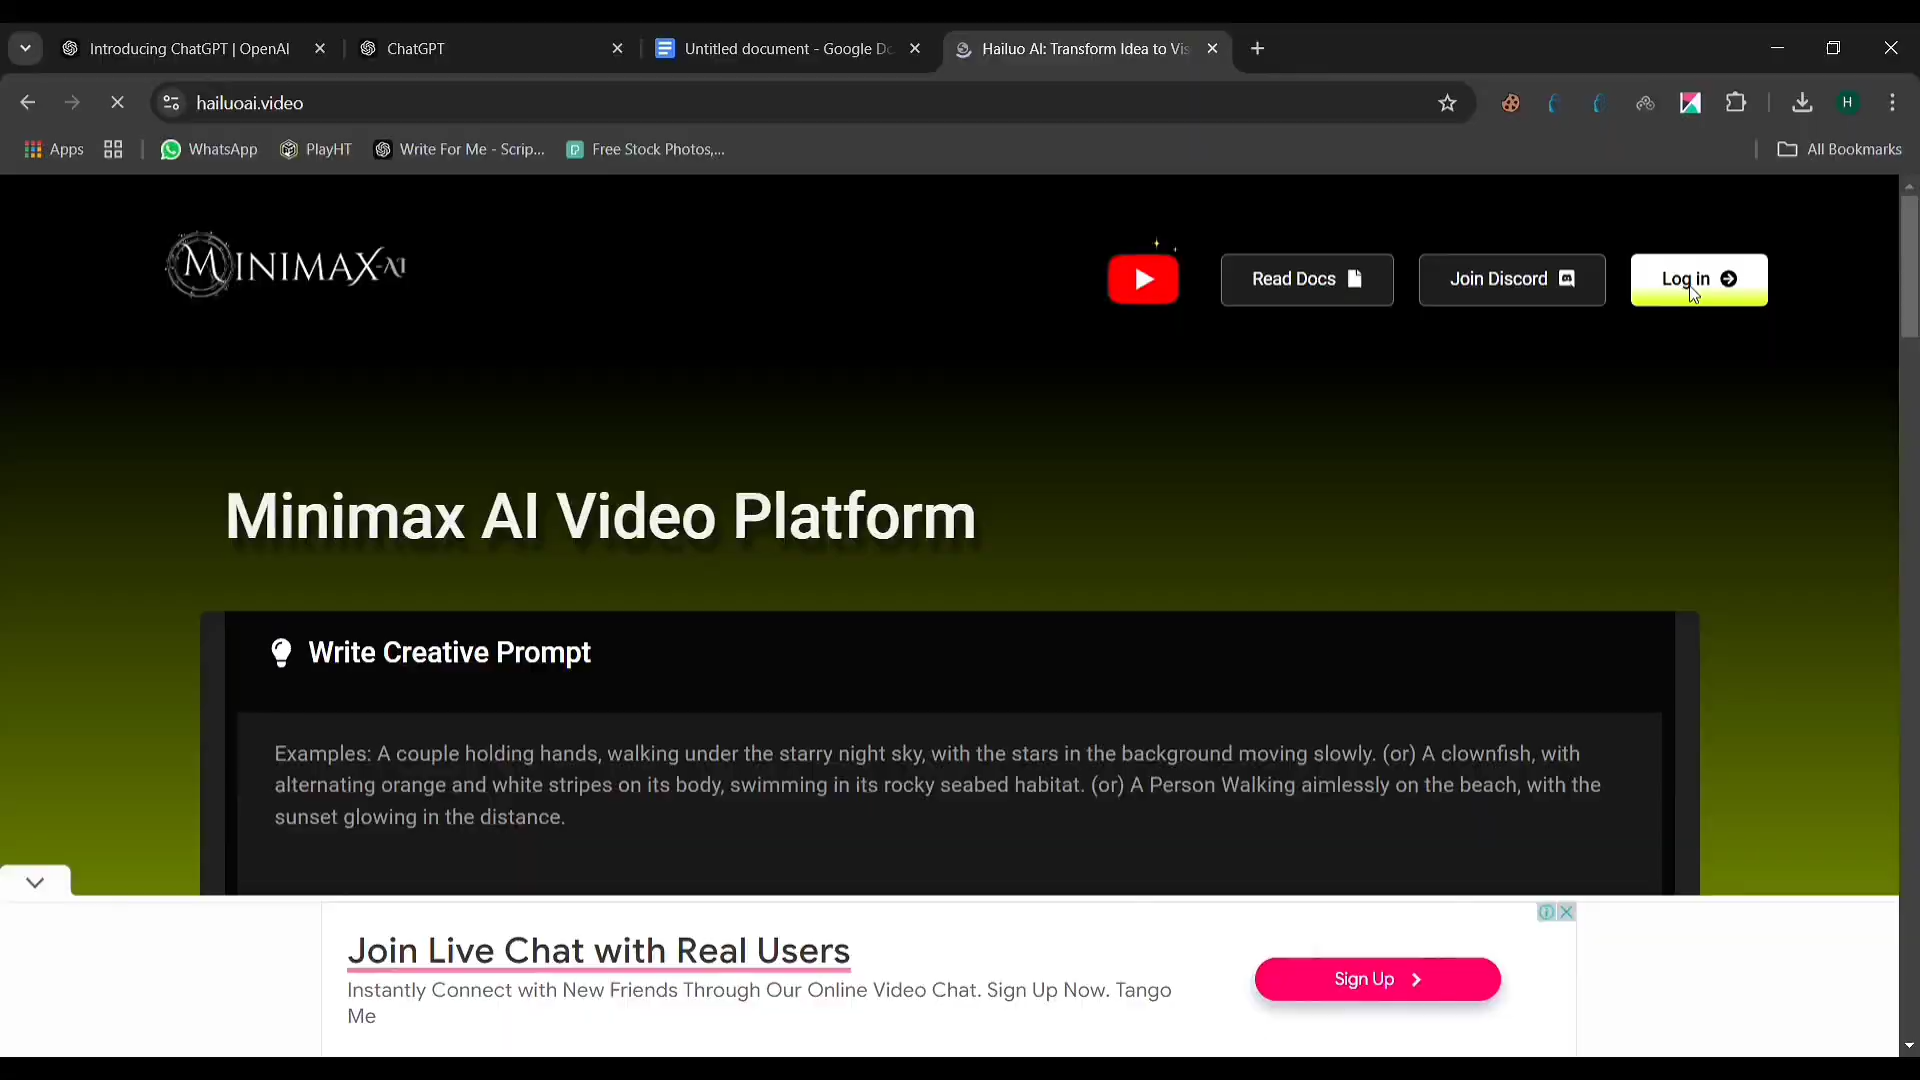 Introducing ChatGPT | OpenAI
ChatGPT
Untitled document - Google Do
Hailuo AI: Transform Idea to Vis
hailuoai.video
H
Apps
WhatsApp
PlayHT
Write For Me - Scrip...
Free Stock Photos,...
All Bookmarks
MINIMAX-AI
Read Docs
Join Discord
Log in
Minimax AI Video Platform
Write Creative Prompt
Examples: A couple holding hands, walking under the starry night sky, with the stars in the background moving slowly. (or) A clownfish, with
alternating orange and white stripes on its body, swimming in its rocky seabed habitat. (or) A Person Walking aimlessly on the beach, with the
sunset glowing in the distance.
Join Live Chat with Real Users
Instantly Connect with New Friends Through Our Online Video Chat. Sign Up Now. Tango
Me
Sign Up